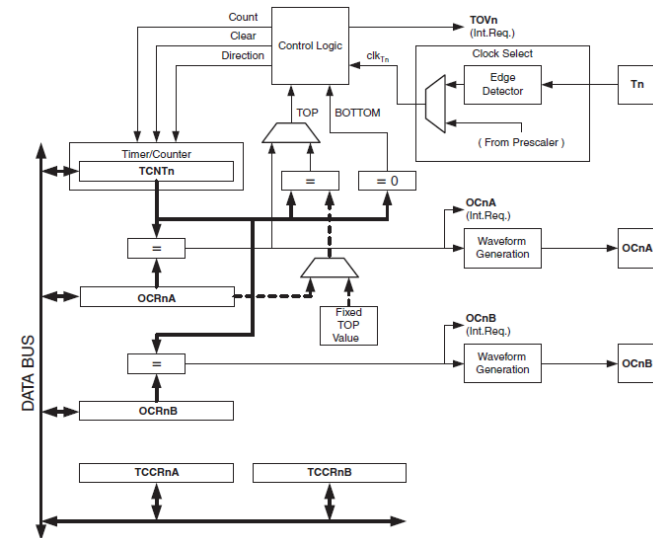 Count
Clear
Direction
Control Logic
TOVn
(Int.Req.)
clkTn
Clock Select
Edge
Detector
Tn
( From Prescaler )
TOP
BOTTOM
Timer/Counter
TCNTn
=
= 0
=
OCnA
(Int.Req.)
Waveform
Generation
OCnA
OCRnA
Fixed
TOP
Value
OCnB
(Int.Req.)
=
Waveform
Generation
OCnB
OCRnB
DATA BUS
TCCRnA
TCCRnB